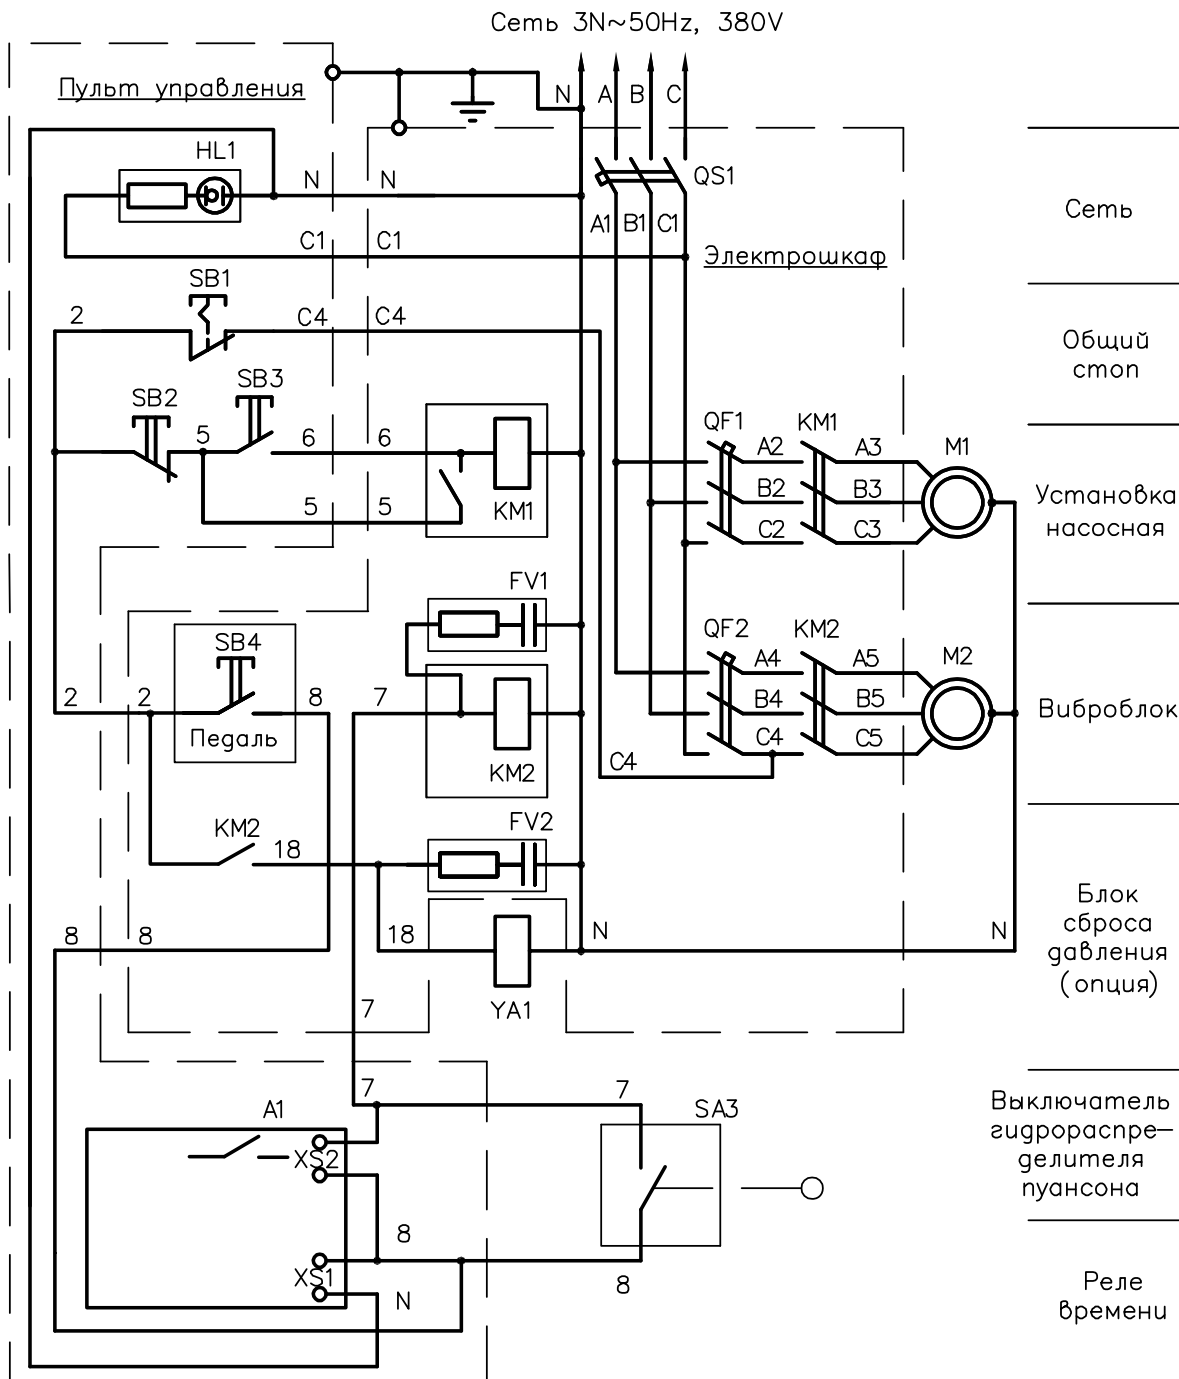 Сеть 3N~50Hz, 380V
Пульт управления
N A B C
HL1
QS1
N N
A1 B1 C1
Сеть
C1 C1
Электрошкаф
SB1
2 C4 C4
Общий
стоп
SB3
SB2
5 6 6
QF1 KM1
A2 A3 M1
B2 B3
Установка
насосная
5 5 KM1
C2 C3
FV1
SB4
QF2 KM2
A4 A5 M2
2 2 8 7
B4 B5
Виброблок
Педаль
C4 C5
KM2
C4
KM2
18
FV2
Блок
сброса
давления
(опция)
8 8
18
N N
YA1
7
7
7
A1
SA3
Выключатель
гидрораспре-
делителя
пуансона
XS2
8
XS1
N
8
Реле
времени